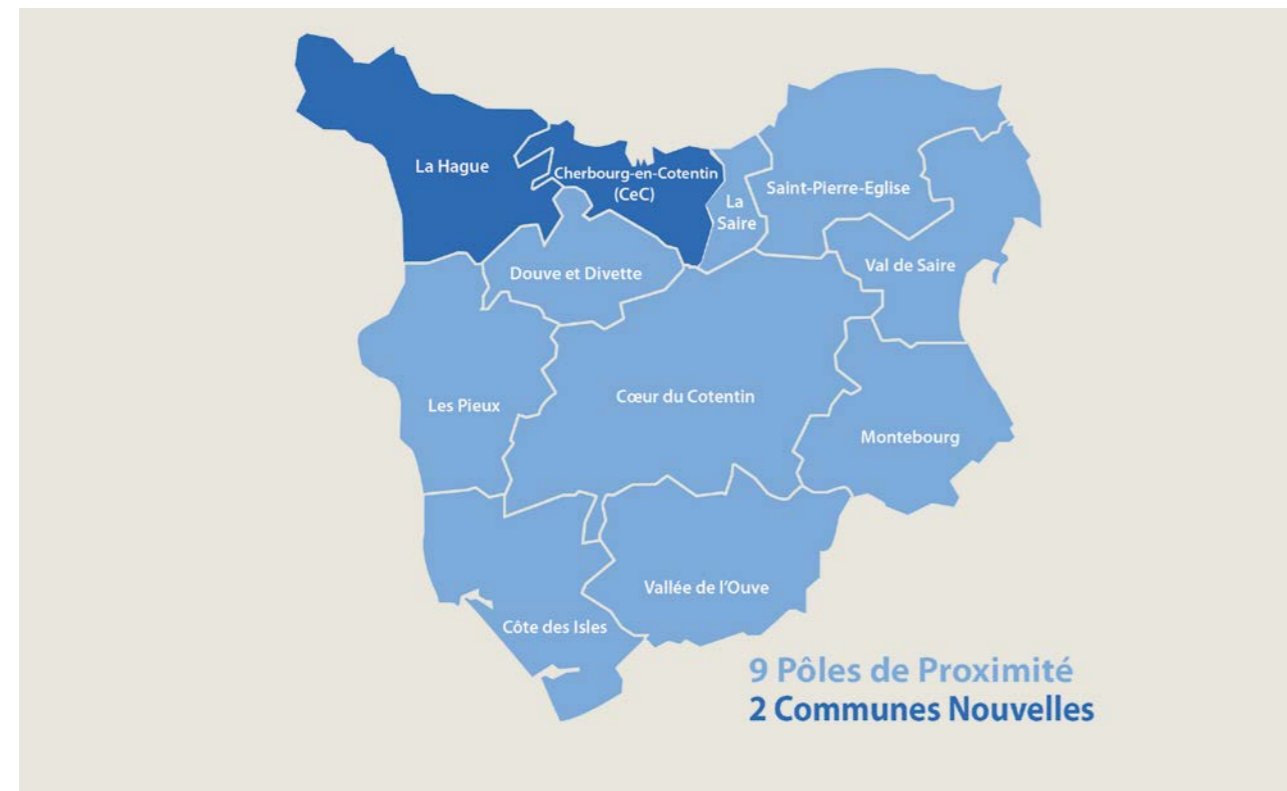 La Hague
Cherbourg-en-Cotentin
(CeC)
La
Saire
Saint-Pierre-Eglise
Douve et Divette
Val de Saire
Les Pieux
Cœur du Cotentin
Montebourg
Vallée de l'Ouve
Côte des Isles
9 Pôles de Proximité
2 Communes Nouvelles